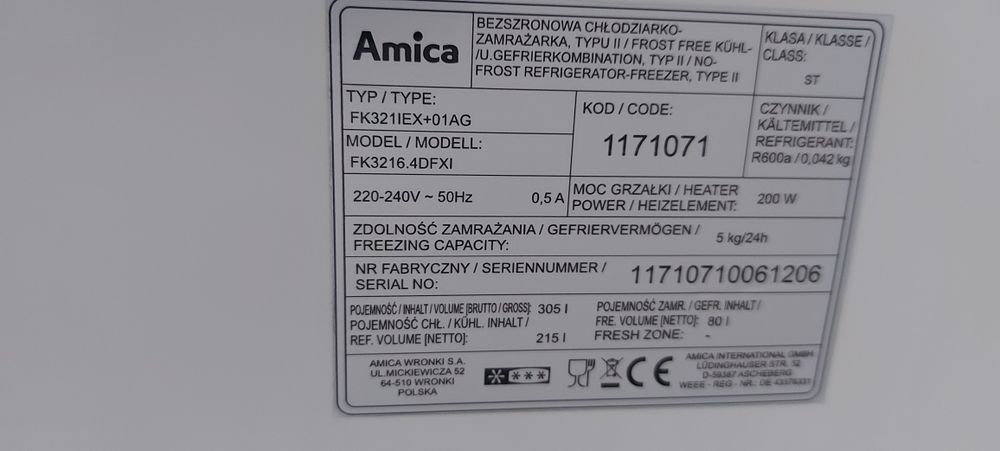 Amica
BEZSZRONOWA CHŁODZIARKO-
ZAMRAŻARKA, TYPU II / FROST FREE KÜHL-
/U.GEFRIERKOMBINATION, TYP II / NO-
FROST REFRIGERATOR-FREEZER, TYPE II
KLASA / KLASSE /
CLASS:
ST
TYP / TYPE:
FK321IEX+01AG
MODEL / MODELL:
FK3216.4DFXI
KOD / CODE:
1171071
CZYNNIK /
KÄLTEMITTEL /
REFRIGERANT:
R600a / 0,042 kg
220-240V ~ 50Hz 0,5 A
MOC GRZAŁKI / HEATER
POWER / HEIZELEMENT: 200 W
ZDOLNOŚĆ ZAMRAŻANIA / GEFRIERVERMÖGEN /
FREEZING CAPACITY: 5 kg/24h
NR FABRYCZNY / SERIENNUMMER /
SERIAL NO: 11710710061206
POJEMNOŚĆ / INHALT / VOLUME [BRUTTO / GROSS]: 305 l
POJEMNOŚĆ CHŁ. / KÜHL. INHALT /
REF. VOLUME [NETTO]: 215 l
POJEMNOŚĆ ZAMR. / GEFR. INHALT /
FRE. VOLUME [NETTO]: 80 l
FRESH ZONE: -
AMICA WRONKI S.A.
UL.MICKIEWICZA 52
64-510 WRONKI
POLSKA
CE
AMICA INTERNATIONAL GMBH
LÜDINGHAUSER STR. 52
D-59387 ASCHEBERG
WEEE - REG - NR.: DE